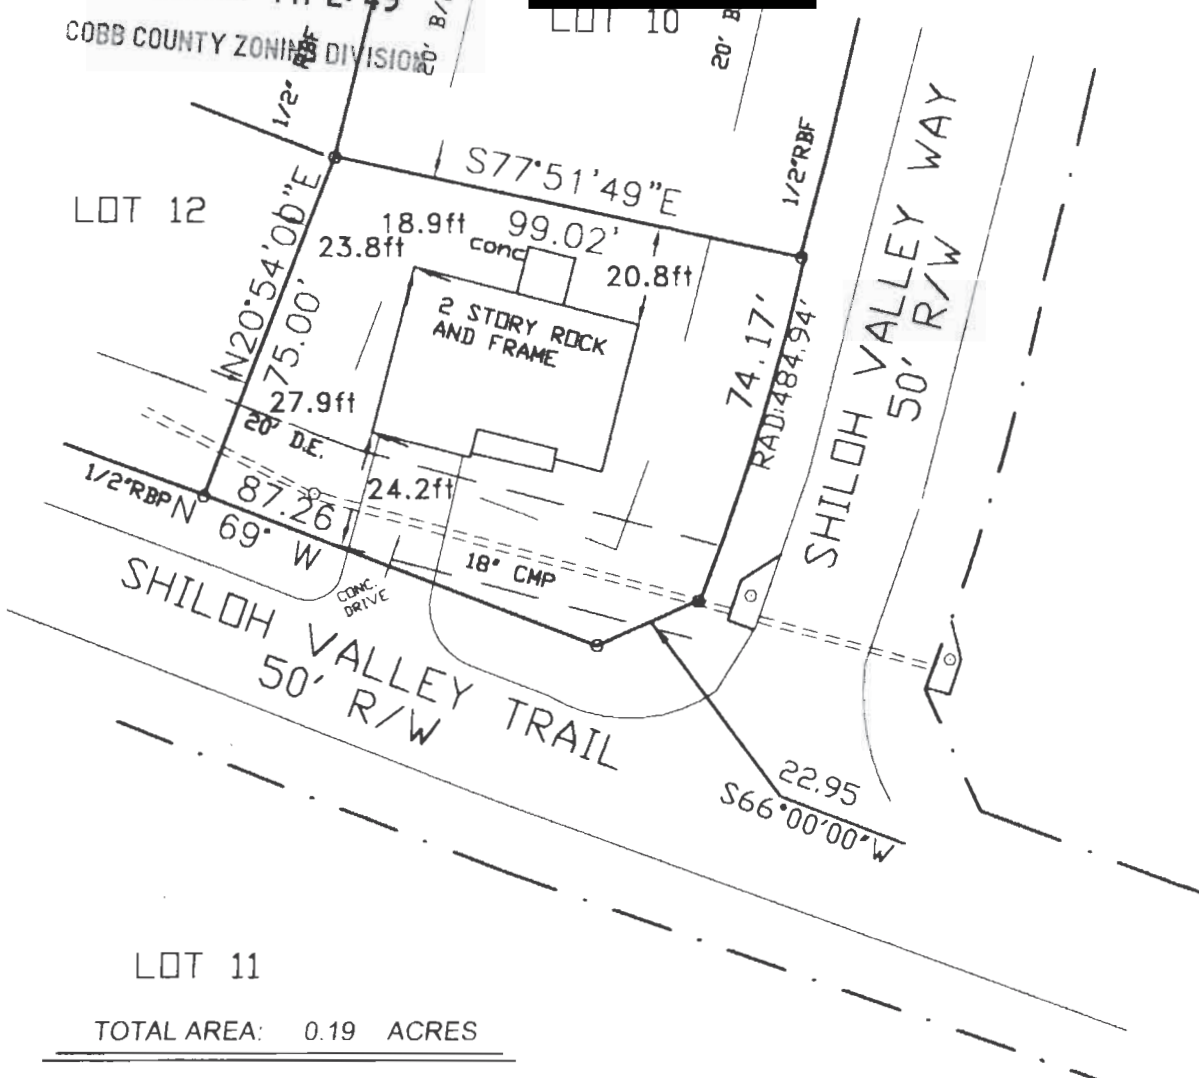 COBB COUNTY ZONING DIVISION
LOT 10
20' B/
20' B
1/2" RBF
1/2"RBF
LOT 12
S77°51'49"E
99.02'
18.9ft
23.8ft
conc
20.8ft
2 STORY ROCK
AND FRAME
N20°54'00"E
75.00'
27.9ft
20' D.E.
24.2ft
74.17'
RAD:484.94'
SHILOH VALLEY WAY
50' R/W
1/2"RBP
87.26
N 69° W
18" CMP
CONC.
DRIVE
SHILOH VALLEY TRAIL
50' R/W
22.95
S66°00'00"W
LOT 11
TOTAL AREA: 0.19 ACRES